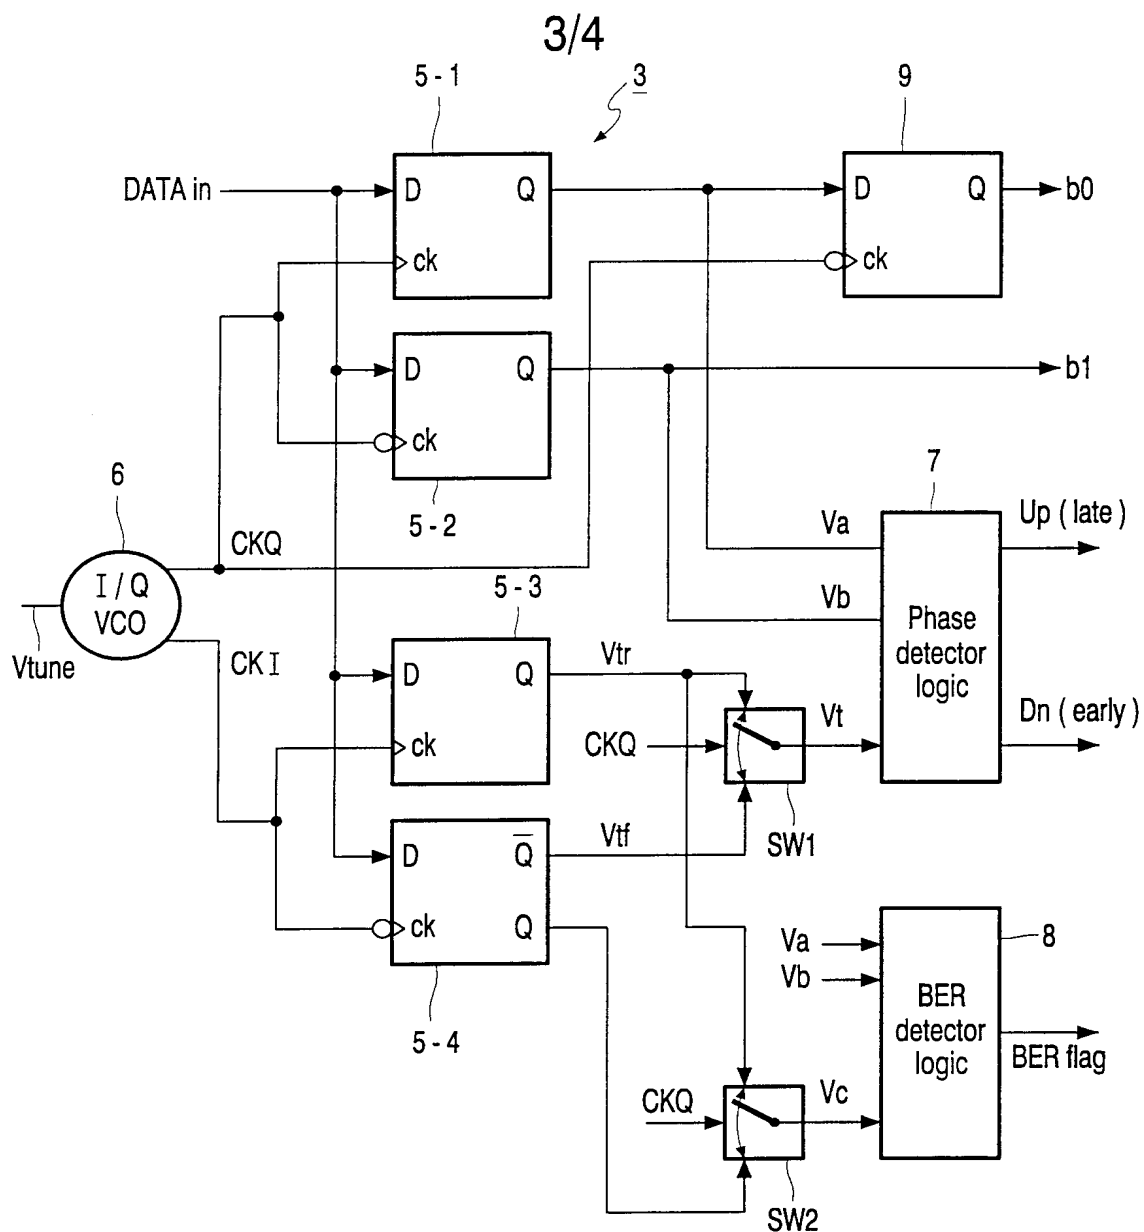 3/4
5 - 1
3
9
DATA in
D
Q
ck
D
Q
ck
b0
D
Q
ck
b1
5 - 2
6
I / Q
VCO
Vtune
CKQ
CKI
5 - 3
D
Q
ck
Vtr
CKQ
Vt
SW1
7
Va
Vb
Phase
detector
logic
Up ( late )
Dn ( early )
D
Q̅
ck
Q
Vtf
5 - 4
8
Va
Vb
BER
detector
logic
BER flag
CKQ
Vc
SW2